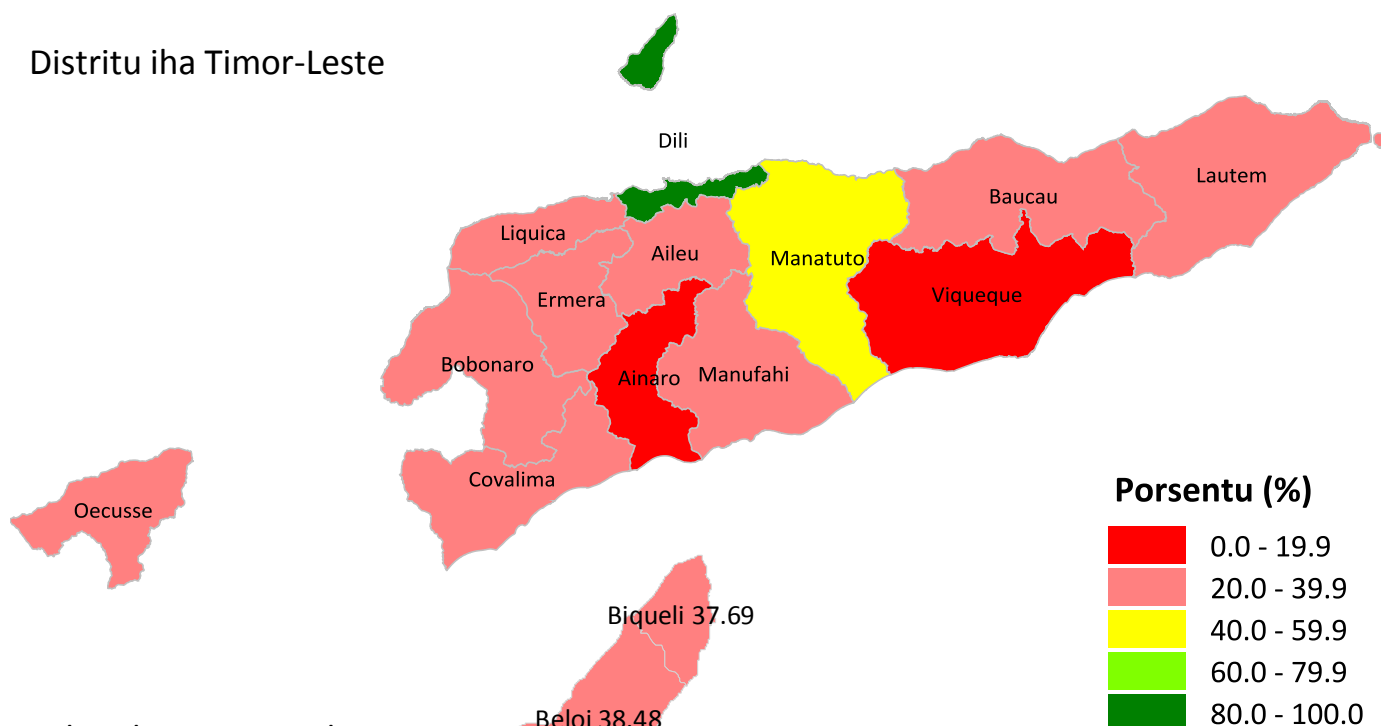 Distritu iha Timor-Leste
Dili
Lautem
Baucau
Liquica
Aileu
Manatuto
Viqueque
Ermera
Bobonaro
Ainaro
Manufahi
Covalima
Oecusse
Porsentu (%)
0.0 - 19.9
20.0 - 39.9
40.0 - 59.9
60.0 - 79.9
80.0 - 100.0
Biqueli 37.69
Beloi 38.48